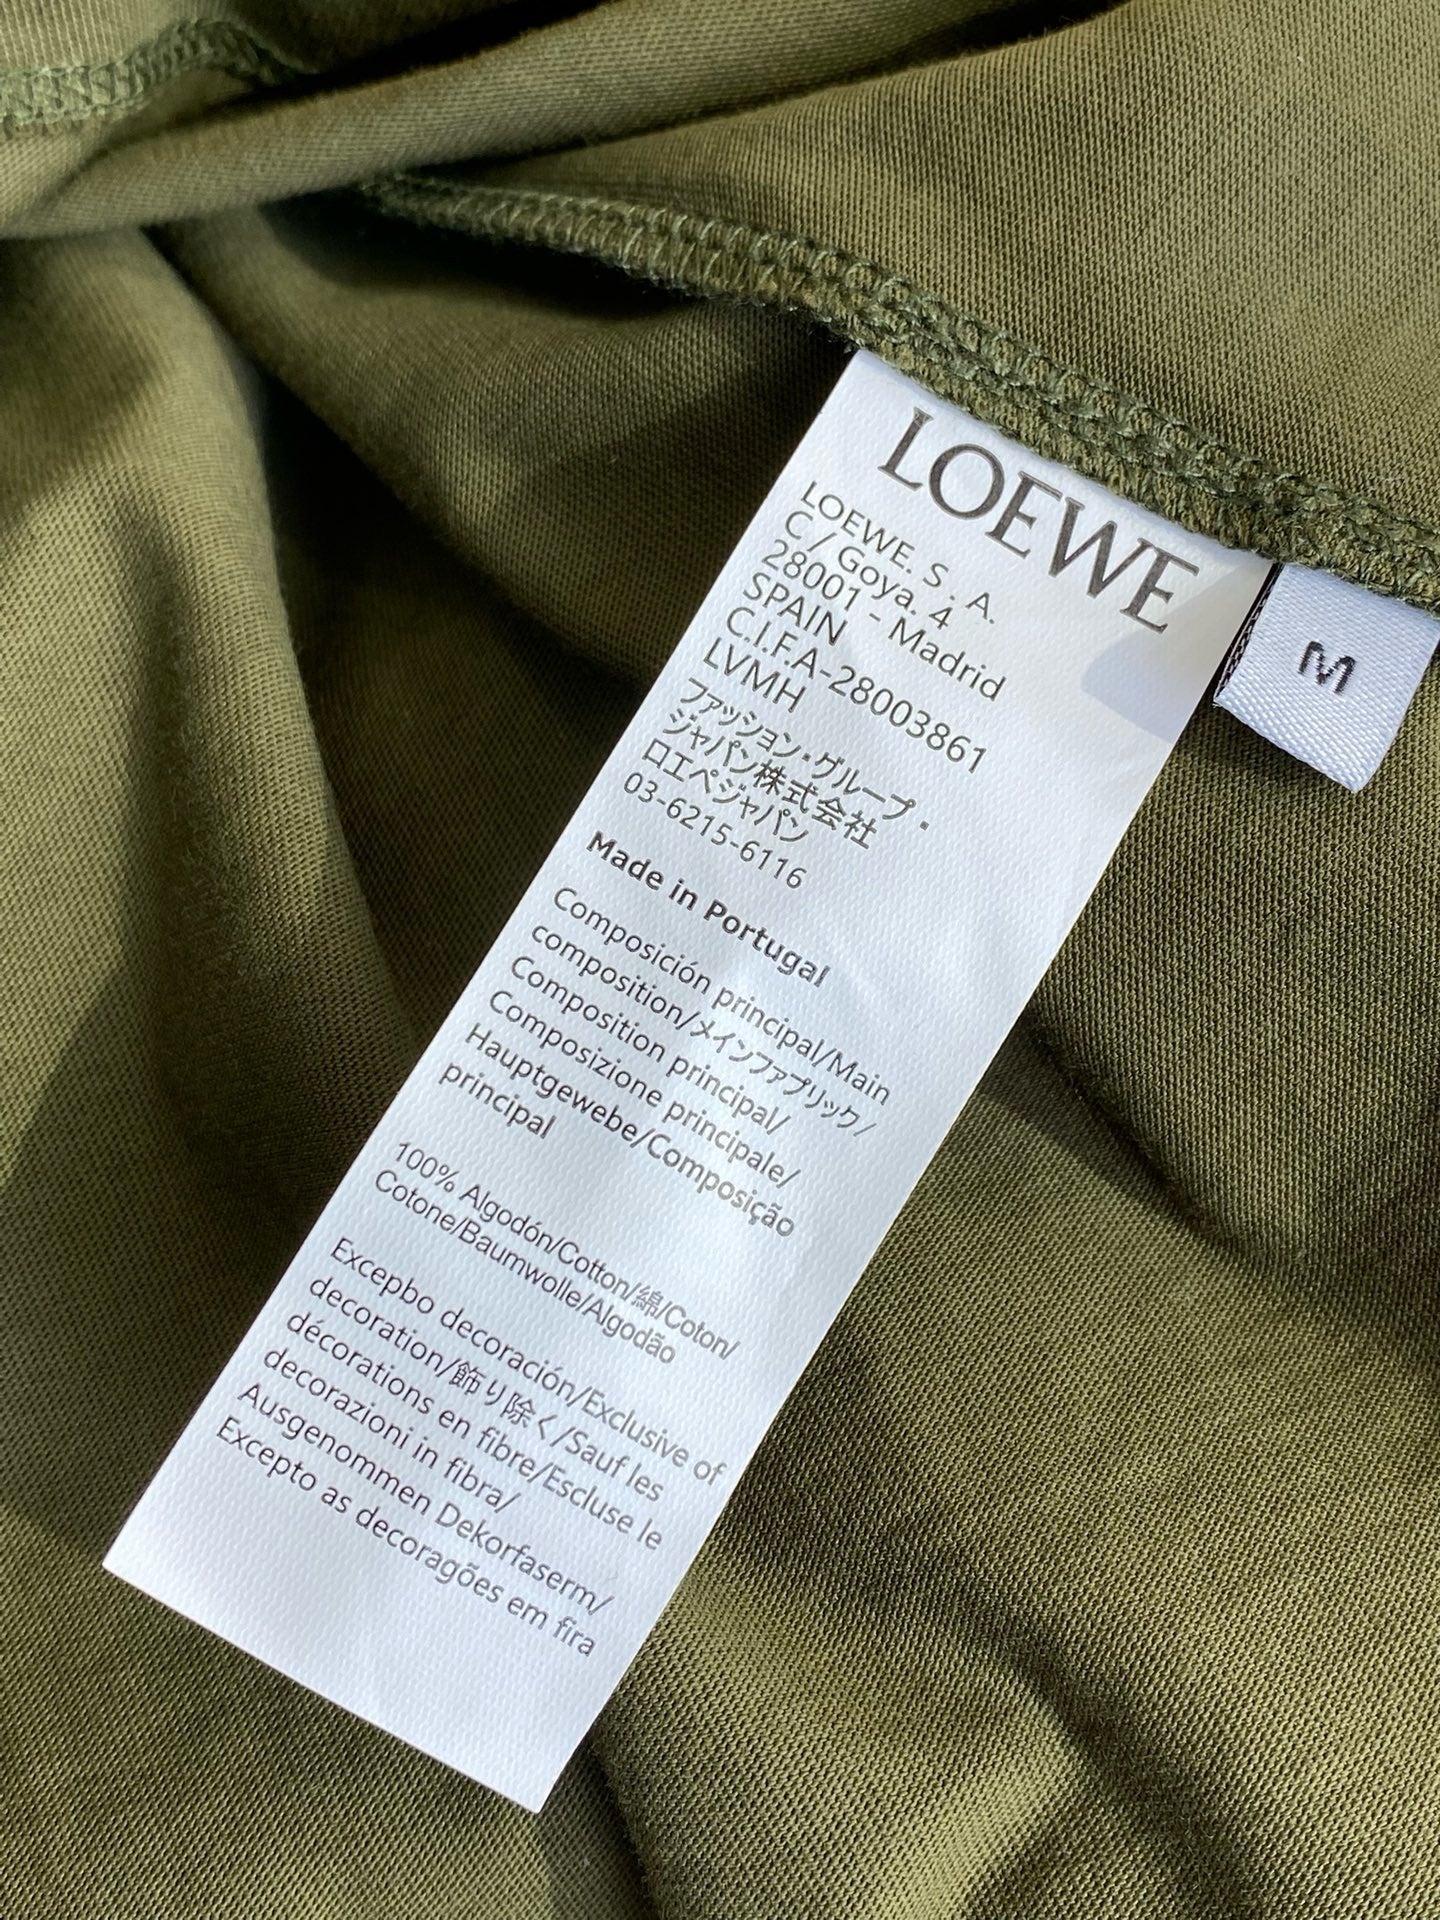 LOEWE
LOEWE. S . A.
C / Goya. 4
28001 - Madrid
SPAIN
C.I.F.A-28003861
LVMH
ファッション・グループ・
ジャパン株式会社
ロエペジャパン
03-6215-6116
Made in Portugal
Composición principal/Main
composition/メインファプリック/
Composition principal/
Composizione principale/
Hauptgewebe/Composição
principal
100% Algodón/Cotton/綿/Coton/
Cotone/Baumwolle/Algodão
Excepbo decoración/Exclusive of
decoration/飾り除く/Sauf les
décorations en fibre/Escluse le
decorazioni in fibra/
Ausgenommen Dekorfaserm/
Excepto as decoragões em fira
M